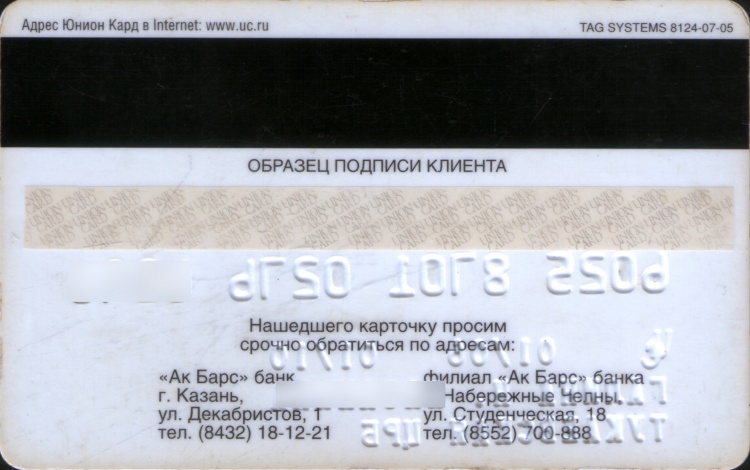 Адрес Юнион Кард в Internet: www.uc.ru
TAG SYSTEMS 8124-07-05
ОБРАЗЕЦ ПОДПИСИ КЛИЕНТА
Нашедшего карточку просим
срочно обратиться по адресам:
«Ак Барс» банк
г. Казань,
ул. Декабристов, 1
тел. (8432) 18-12-21
филиал «Ак Барс» банка
Набережные Челны,
ул. Студенческая, 18
тел. (8552) 700-888